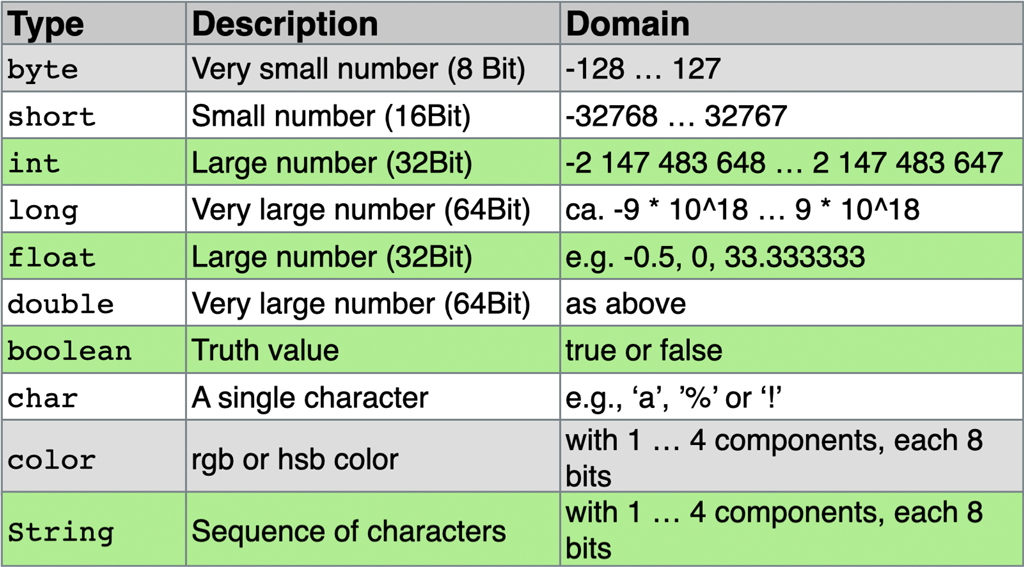 Type Description Domain
byte Very small number (8 Bit) -128 … 127
short Small number (16Bit) -32768 … 32767
int Large number (32Bit) -2 147 483 648 … 2 147 483 647
long Very large number (64Bit) ca. -9 * 10^18 … 9 * 10^18
float Large number (32Bit) e.g. -0.5, 0, 33.333333
double Very large number (64Bit) as above
boolean Truth value true or false
char A single character e.g., ‘a’, ’%’ or ‘!’
color rgb or hsb color with 1 … 4 components, each 8
bits
String Sequence of characters with 1 … 4 components, each 8
bits